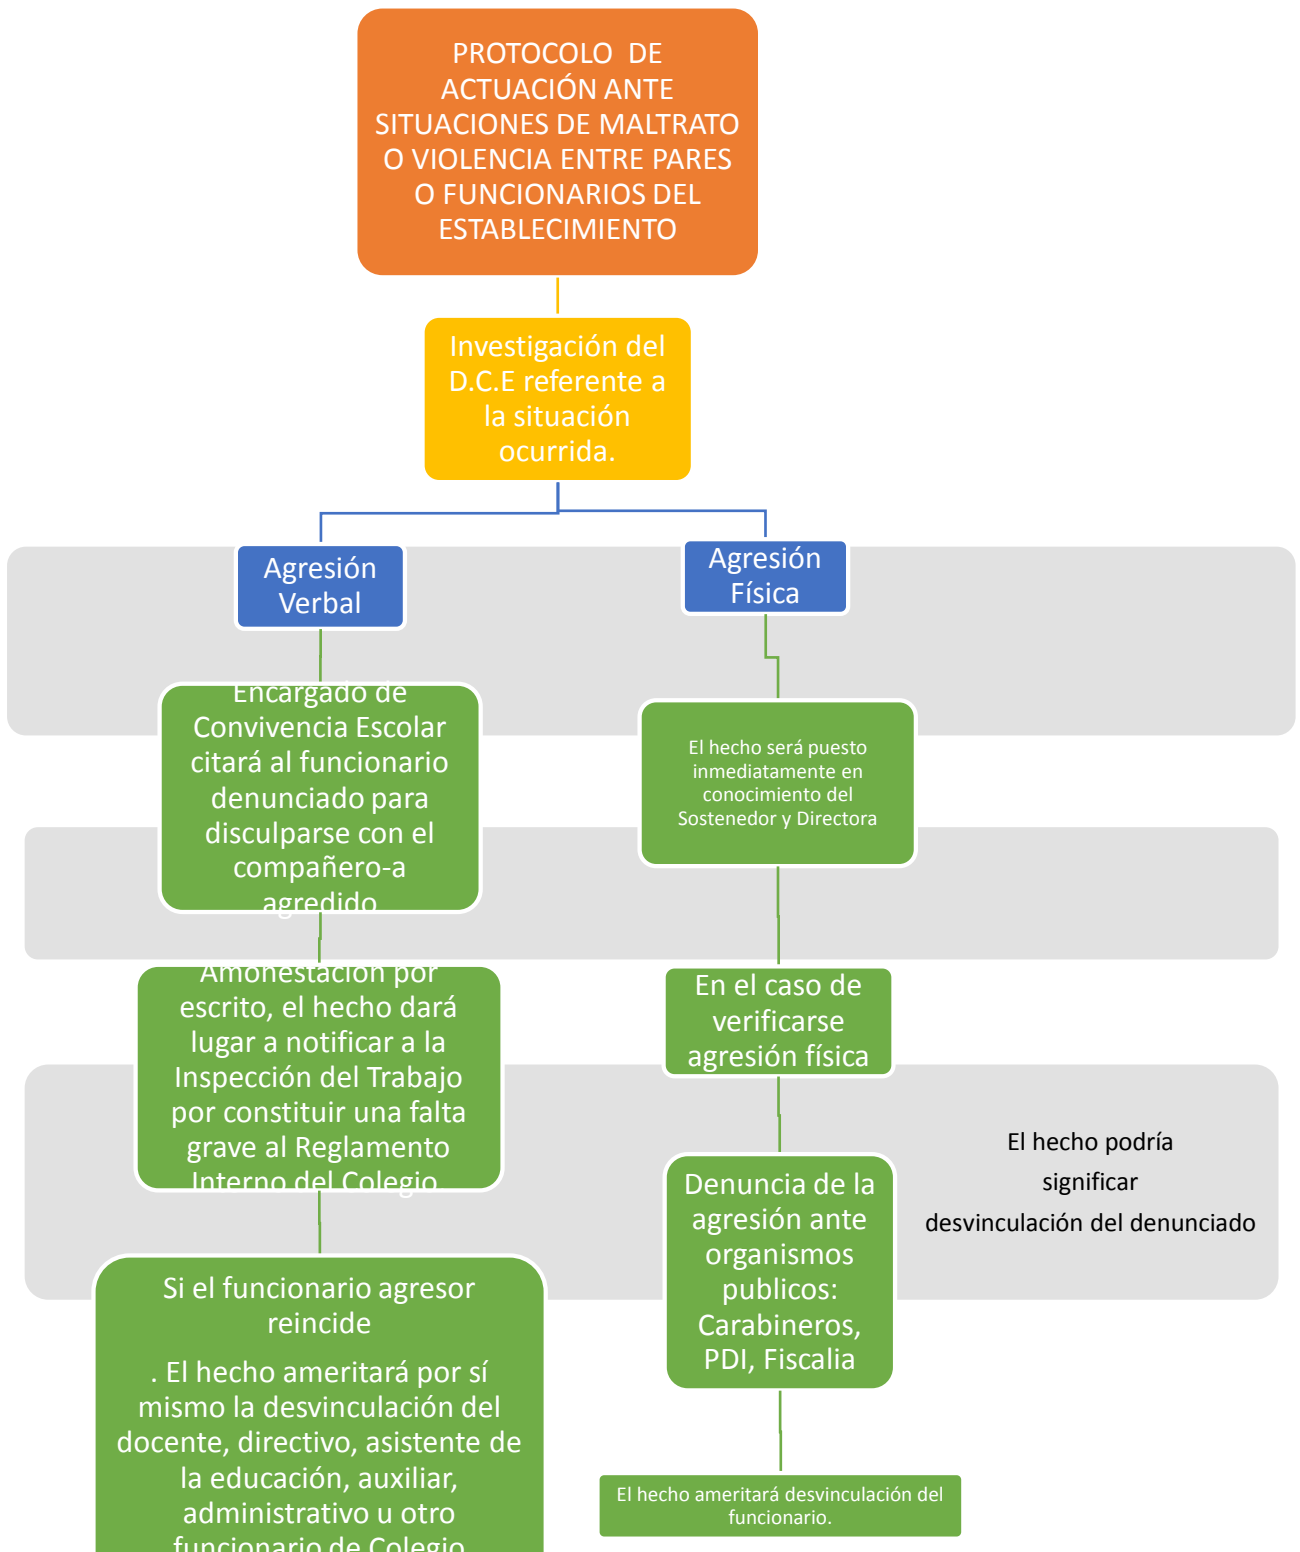 PROTOCOLO DE
ACTUACIÓN ANTE
SITUACIONES DE MALTRATO
O VIOLENCIA ENTRE PARES
O FUNCIONARIOS DEL
ESTABLECIMIENTO
Investigación del
D.C.E referente a
la situación
ocurrida.
Agresión
Verbal
Encargado de
Convivencia Escolar
citará al funcionario
denunciado para
disculparse con el
compañero-a
agredido
Amonestación por
escrito, el hecho dará
lugar a notificar a la
Inspección del Trabajo
por constituir una falta
grave al Reglamento
Interno del Colegio
Si el funcionario agresor
reincide
. El hecho ameritará por sí
mismo la desvinculación del
docente, directivo, asistente de
la educación, auxiliar,
administrativo u otro
funcionario de Colegio
Agresión
Física
El hecho será puesto
inmediatamente en
conocimiento del
Sostenedor y Directora
En el caso de
verificarse
agresión física
Denuncia de la
agresión ante
organismos
publicos:
Carabineros,
PDI, Fiscalia
El hecho ameritará desvinculación del
funcionario.
El hecho podría
significar
desvinculación del denunciado